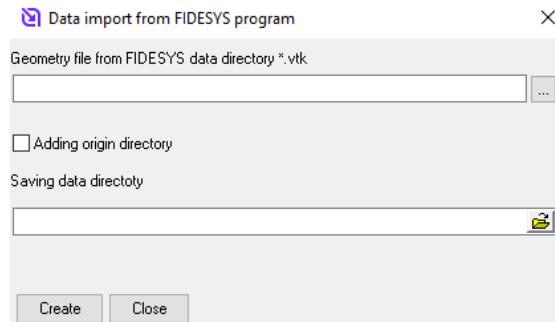 Data import from FIDESYS program
Geometry file from FIDESYS data directory *.vtk
...
Adding origin directory
Saving data directoty
Create Close